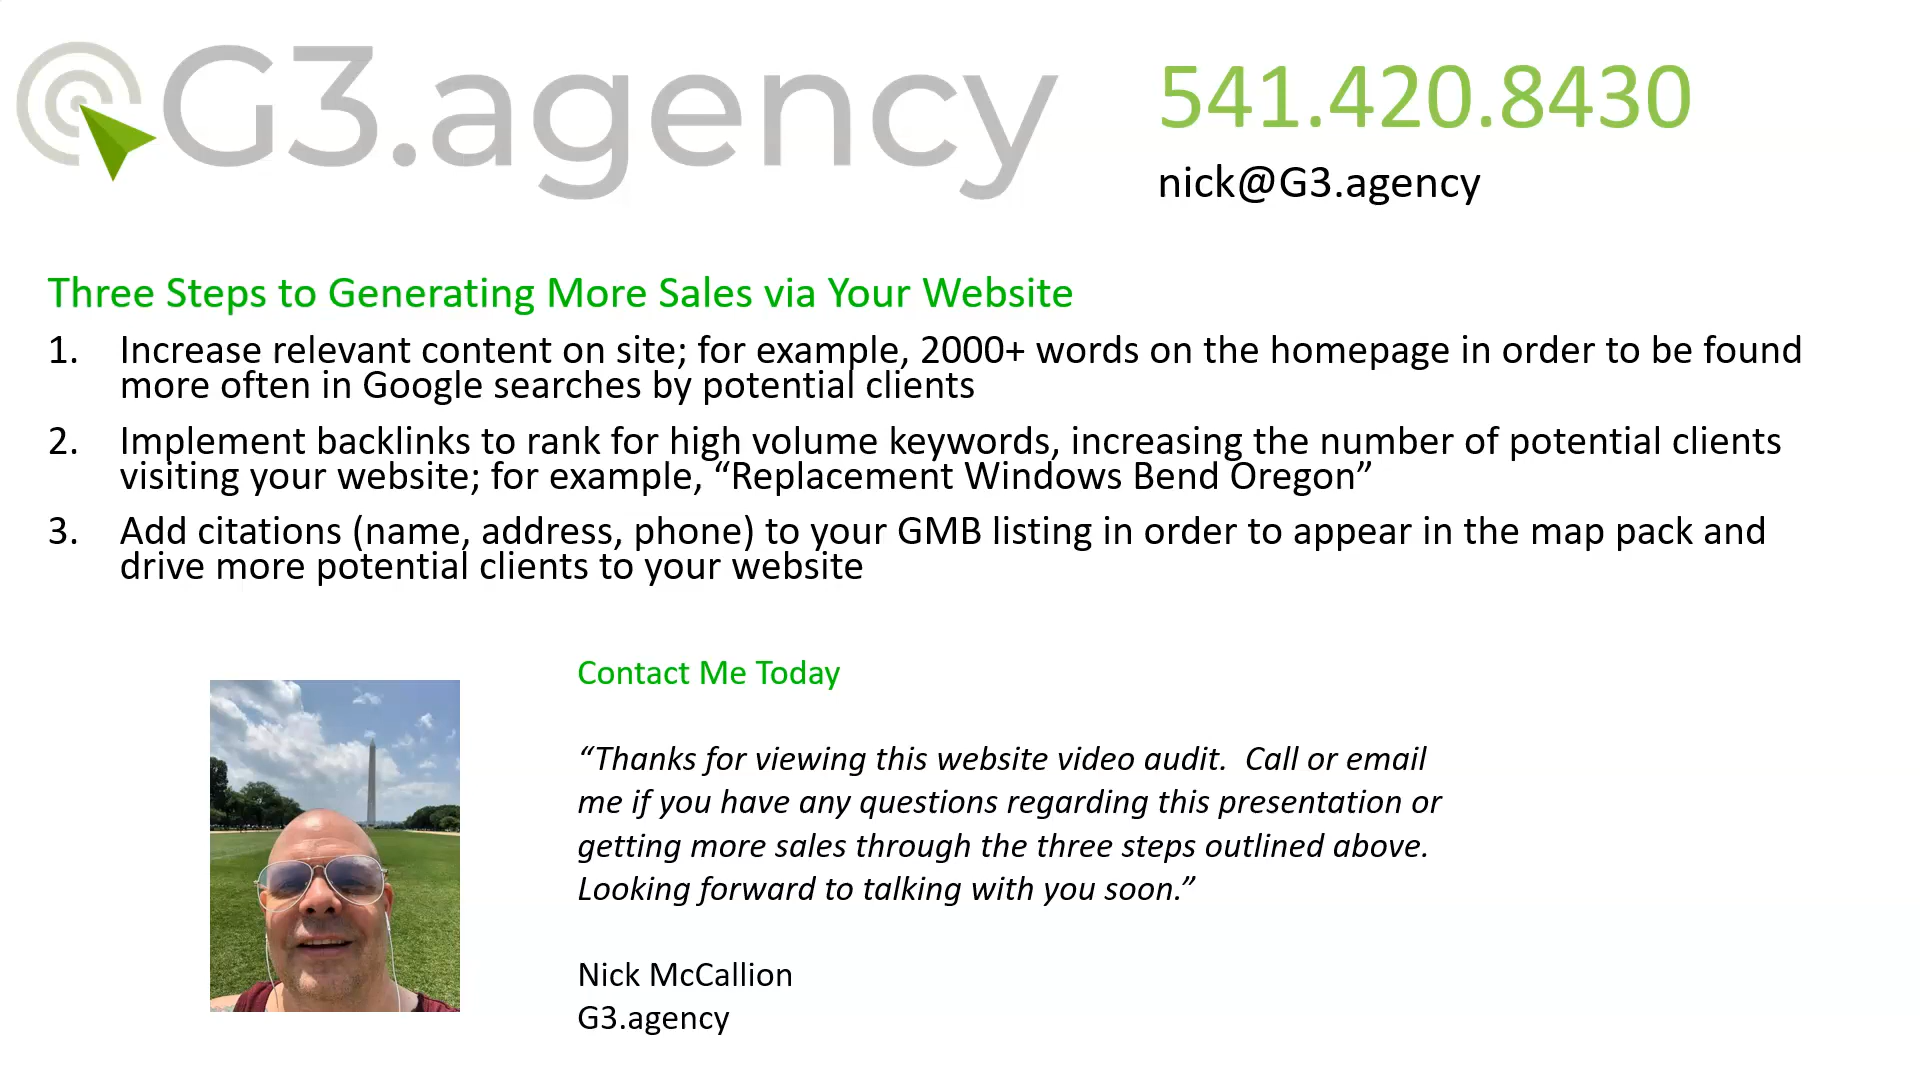 G3.agency
541.420.8430
nick@G3.agency
Three Steps to Generating More Sales via Your Website
1. Increase relevant content on site; for example, 2000+ words on the homepage in order to be found
more often in Google searches by potential clients
2. Implement backlinks to rank for high volume keywords, increasing the number of potential clients
visiting your website; for example, “Replacement Windows Bend Oregon”
3. Add citations (name, address, phone) to your GMB listing in order to appear in the map pack and
drive more potential clients to your website
Contact Me Today
“Thanks for viewing this website video audit.  Call or email
me if you have any questions regarding this presentation or
getting more sales through the three steps outlined above.
Looking forward to talking with you soon.”
Nick McCallion
G3.agency